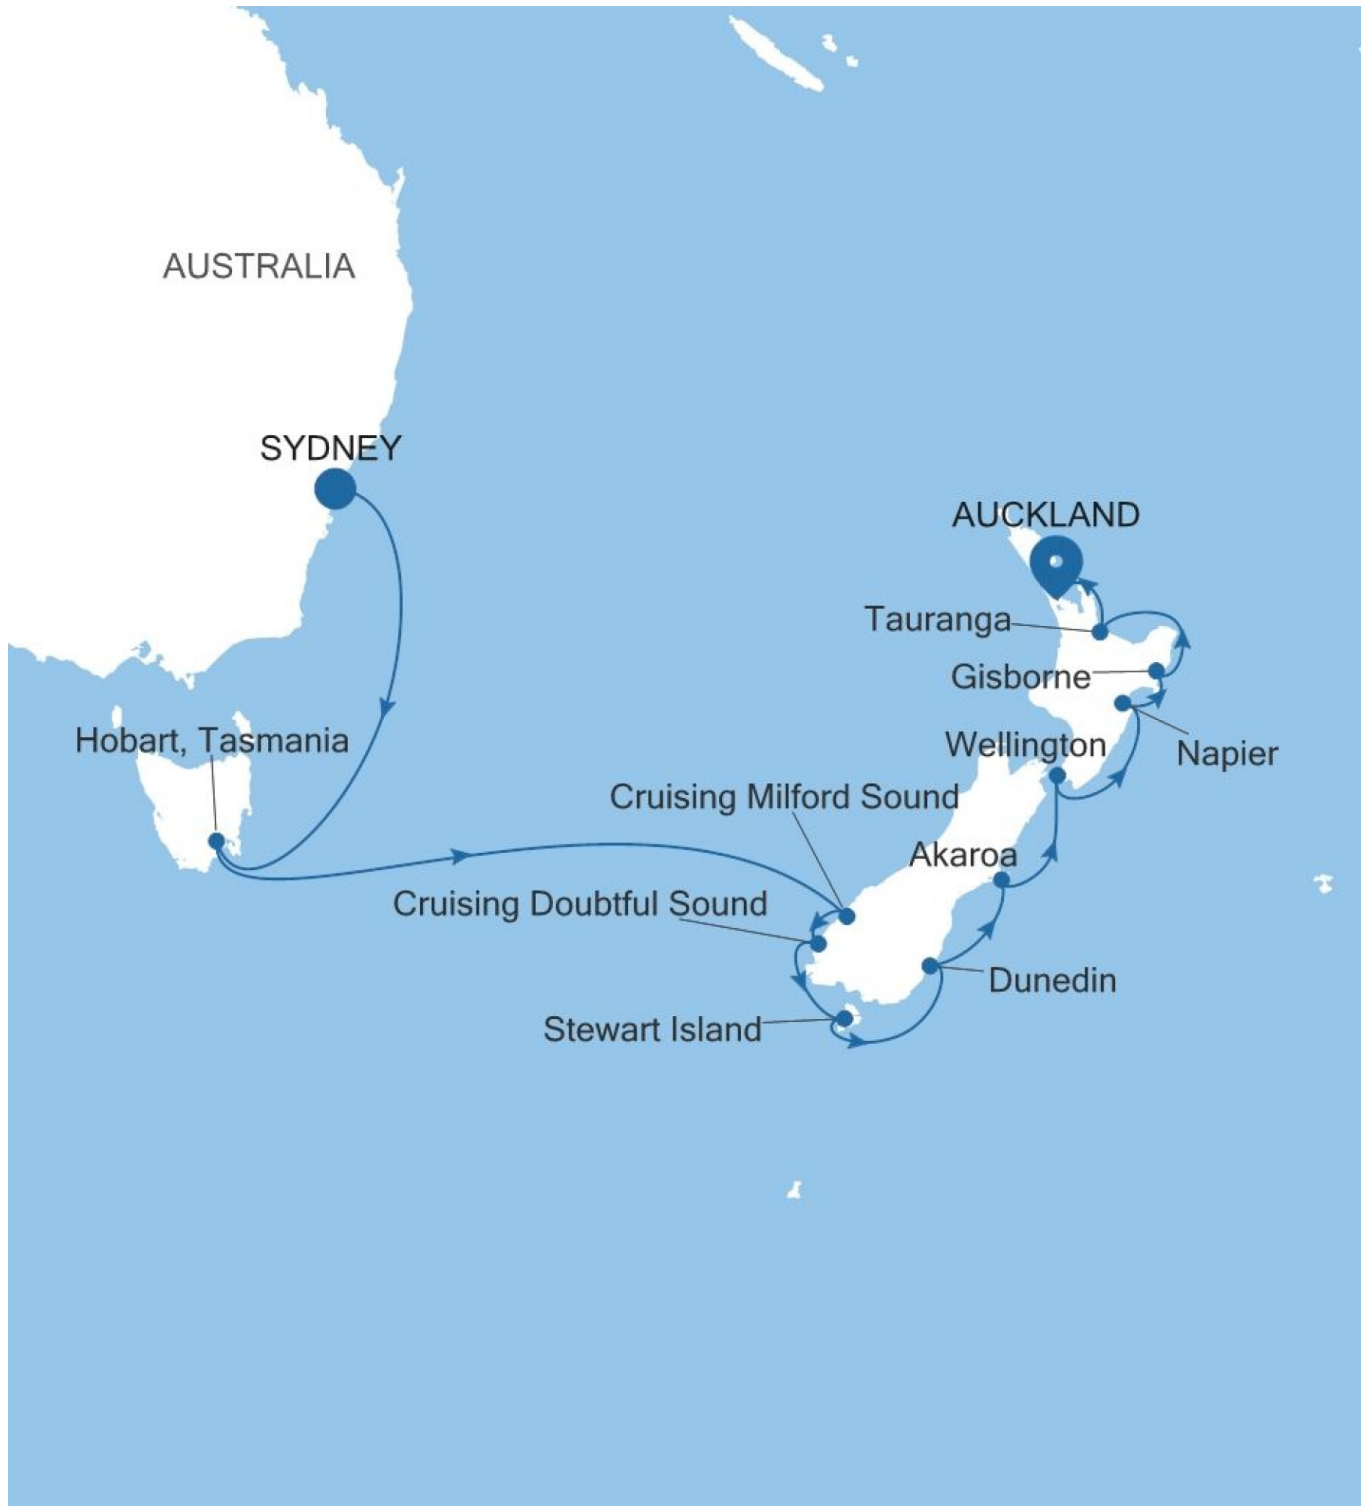 AUSTRALIA
SYDNEY
AUCKLAND
Tauranga
Gisborne
Hobart, Tasmania
Wellington
Napier
Cruising Milford Sound
Akaroa
Cruising Doubtful Sound
Dunedin
Stewart Island